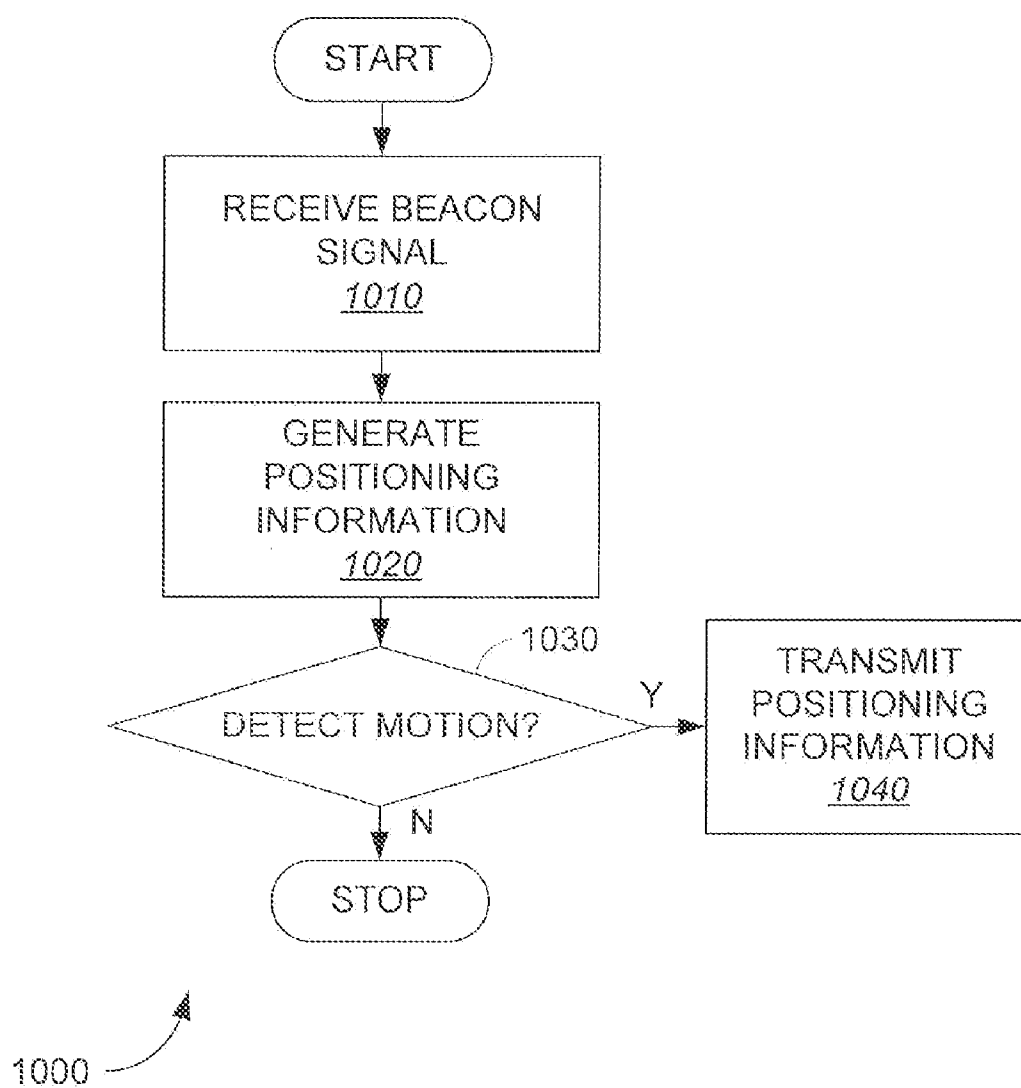 START
RECEIVE BEACON
SIGNAL
1010
GENERATE
POSITIONING
INFORMATION
1020
1030
DETECT MOTION?
Y
TRANSMIT
POSITIONING
INFORMATION
1040
N
STOP
1000